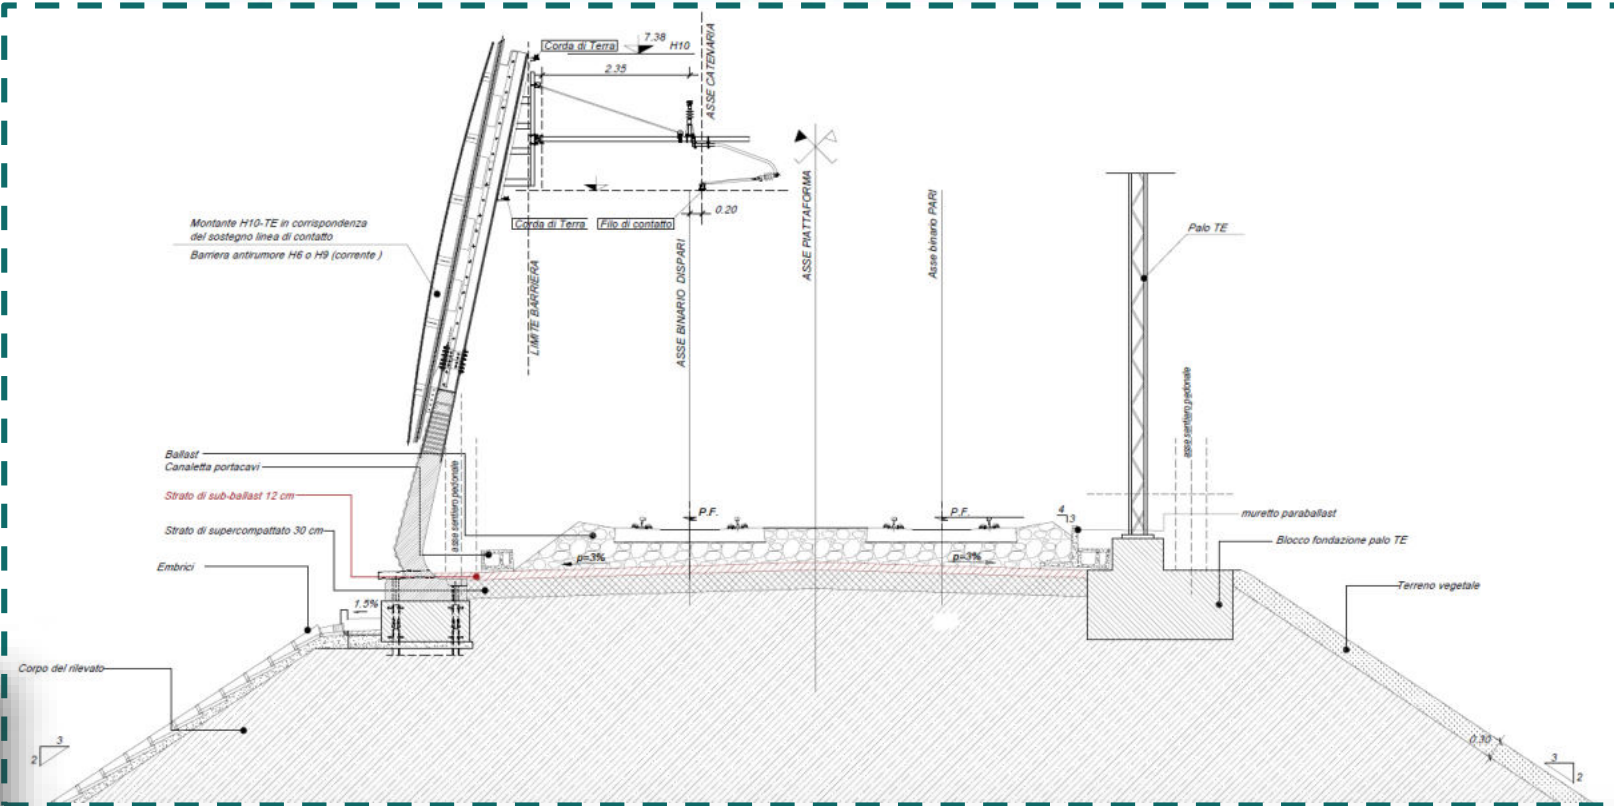 Corda di Terra
7.38
H10
2.35
ASSE CATENARIA
Montante H10-TE in corrispondenza
del sostegno linea di contatto
Barriera antirumore H6 o H9 (corrente )
Corda di Terra
Filo di contatto
0.20
LIMITE BARRIERA
ASSE BINARIO DISPARI
ASSE PIATTAFORMA
Asse binario PARI
Palo TE
asse sentiero pedonale
Ballast
Canaletta portacavi
Strato di sub-ballast 12 cm
Strato di supercompattato 30 cm
Embrici
asse sentiero pedonale
P.F.
P.F.
4
3
muretto paraballast
Blocco fondazione palo TE
p=3%
p=3%
1.5%
Terreno vegetale
Corpo del rilevato
3
2
0.30
3
2